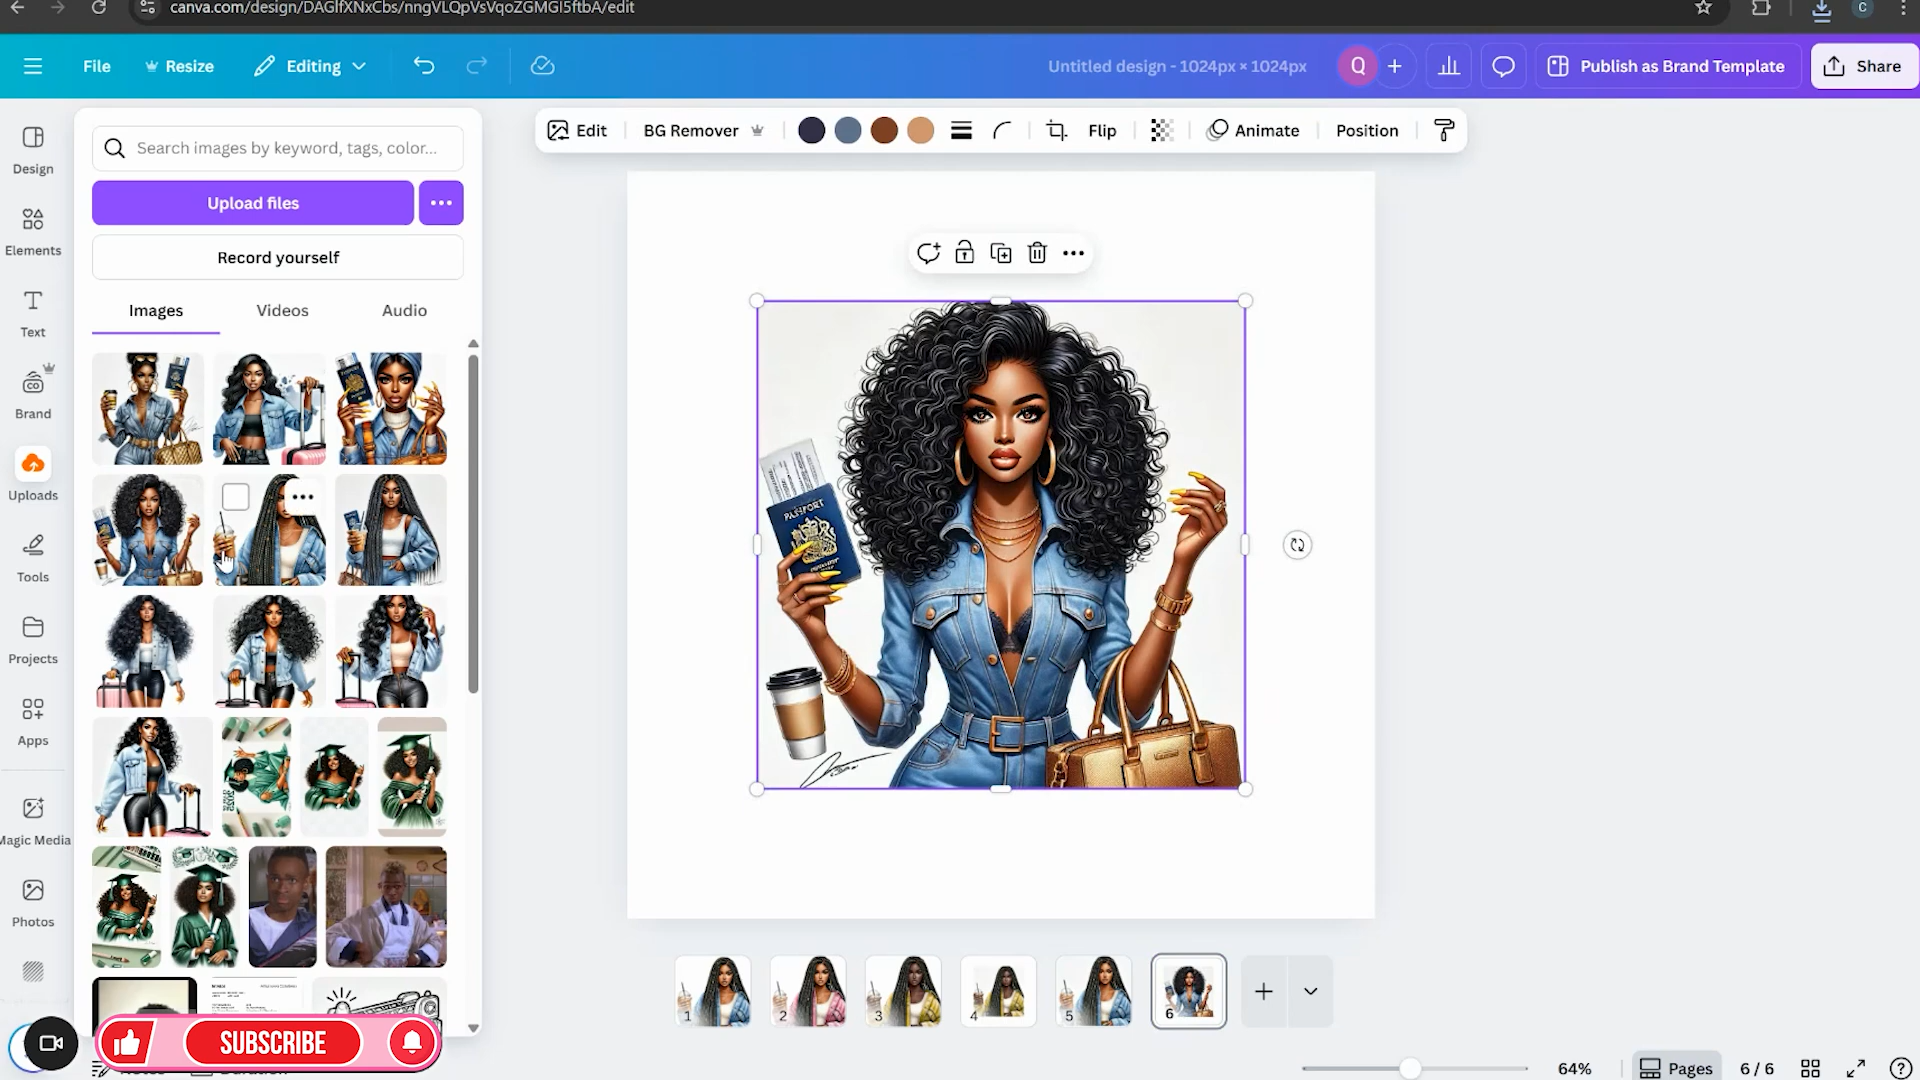 canva.com/design/DAGlfXNxCbs/nngVLQpVsVqoZGMGI5ftbA/edit
File
Resize
Editing
Untitled design - 1024px × 1024px
Q
Publish as Brand Template
Share
Design
Elements
Text
Brand
Uploads
Tools
Projects
Apps
Magic Media
Photos
Search images by keyword, tags, color...
Upload files
Record yourself
Images
Videos
Audio
Edit
BG Remover
Flip
Animate
Position
PASSPORT
1
2
3
4
5
6
SUBSCRIBE
64%
Pages
6 / 6